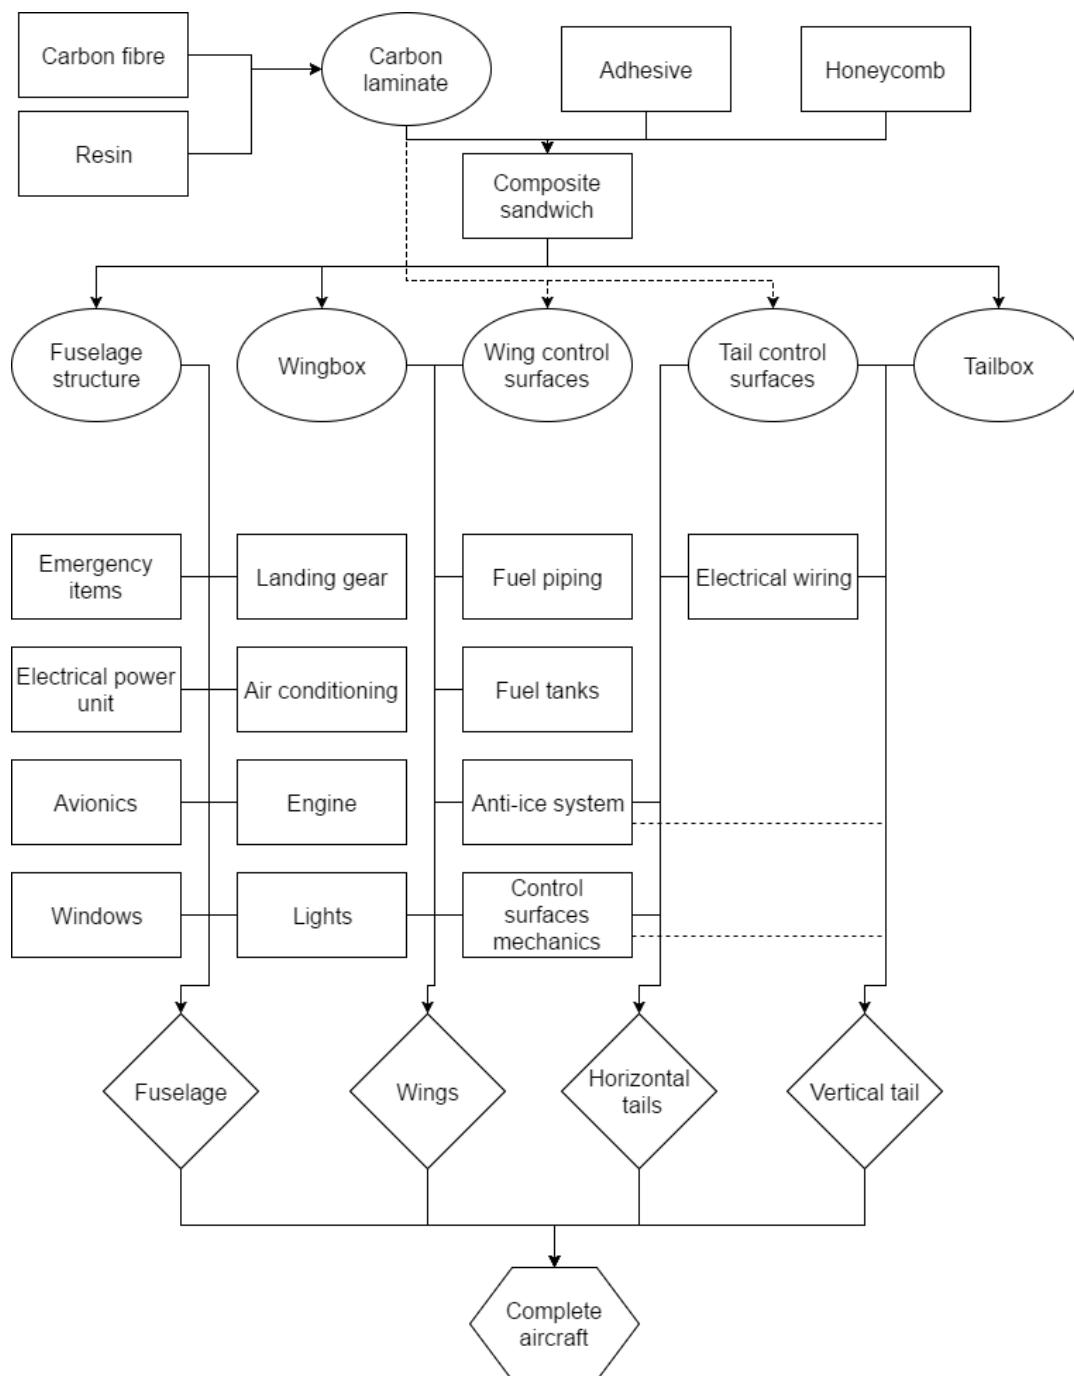 Carbon fibre
Carbon
laminate
Adhesive
Honeycomb
Resin
Composite
sandwich
Fuselage
structure
Wingbox
Wing control
surfaces
Tail control
surfaces
Tailbox
Emergency
items
Landing gear
Fuel piping
Electrical wiring
Electrical power
unit
Air conditioning
Fuel tanks
Avionics
Engine
Anti-ice system
Windows
Lights
Control
surfaces
mechanics
Fuselage
Wings
Horizontal
tails
Vertical tail
Complete
aircraft